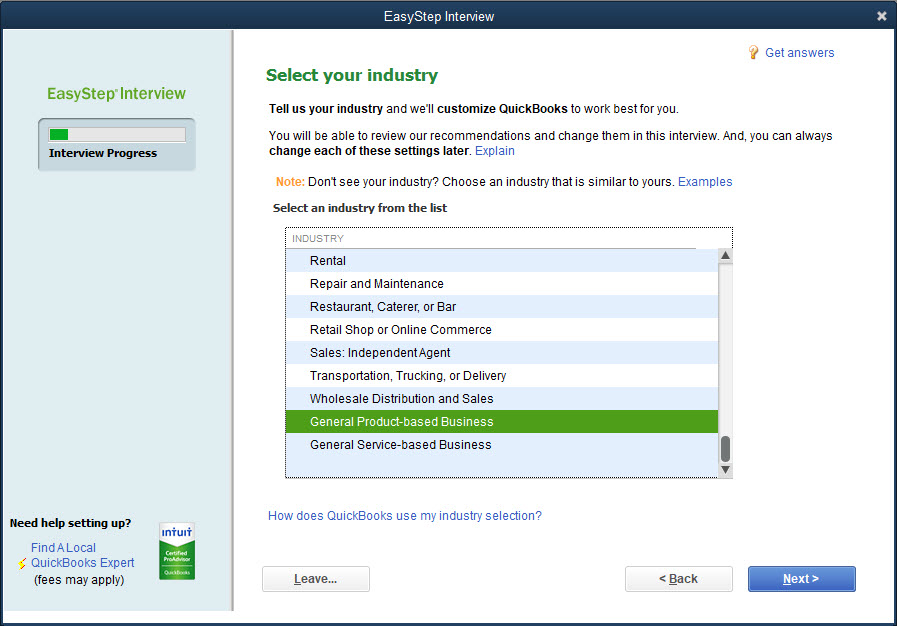 EasyStep Interview
Get answers
EasyStep® Interview
Interview Progress
Select your industry
Tell us your industry and we'll customize QuickBooks to work best for you.
You will be able to review our recommendations and change them in this interview. And, you can always
change each of these settings later. Explain
Note: Don't see your industry? Choose an industry that is similar to yours. Examples
Select an industry from the list
INDUSTRY
Rental
Repair and Maintenance
Restaurant, Caterer, or Bar
Retail Shop or Online Commerce
Sales: Independent Agent
Transportation, Trucking, or Delivery
Wholesale Distribution and Sales
General Product-based Business
General Service-based Business
How does QuickBooks use my industry selection?
Need help setting up?
Find A Local
QuickBooks Expert
(fees may apply)
intuit
Certified
ProAdvisor
QuickBooks
Leave...
< Back
Next >